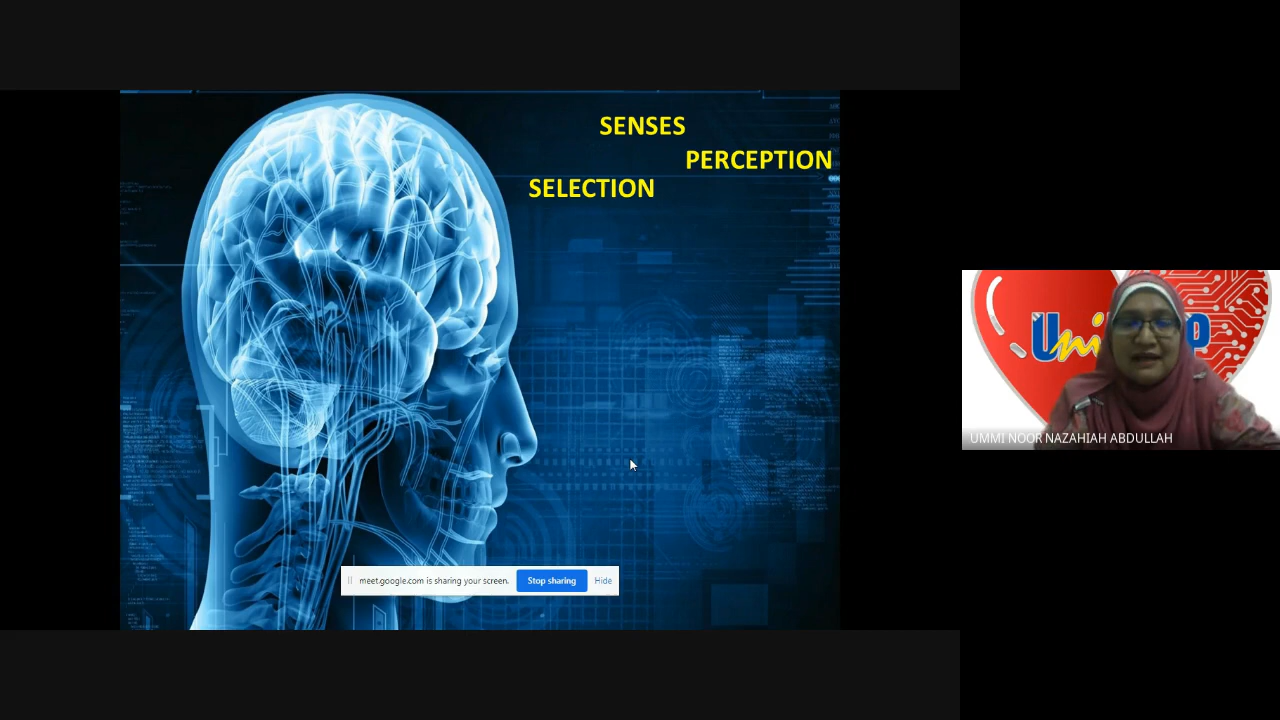 SENSES
PERCEPTION
SELECTION
meet.google.com is sharing your screen.
Stop sharing
Hide
UMMI NOOR NAZAHIAH ABDULLAH